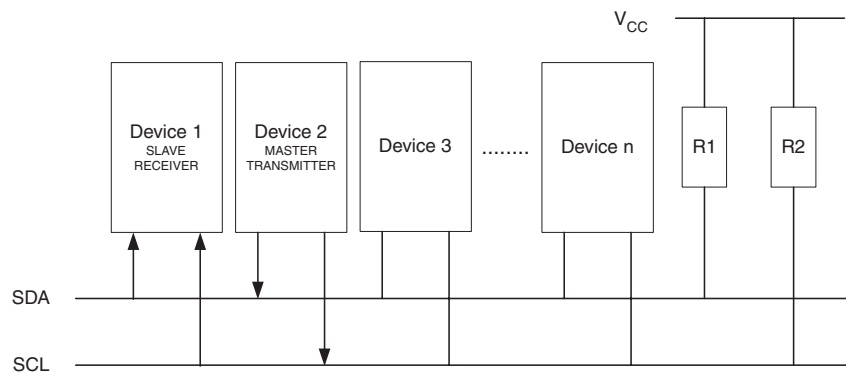 V_CC
Device 1
SLAVE
RECEIVER
Device 2
MASTER
TRANSMITTER
Device 3
........
Device n
R1
R2
SDA
SCL